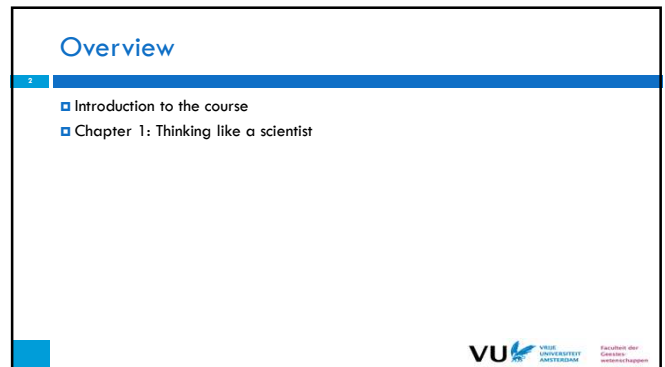 Overview
2
Introduction to the course
Chapter 1: Thinking like a scientist
VU
VRIJE
UNIVERSITEIT
AMSTERDAM
Faculteit der
Geestes-
wetenschappen